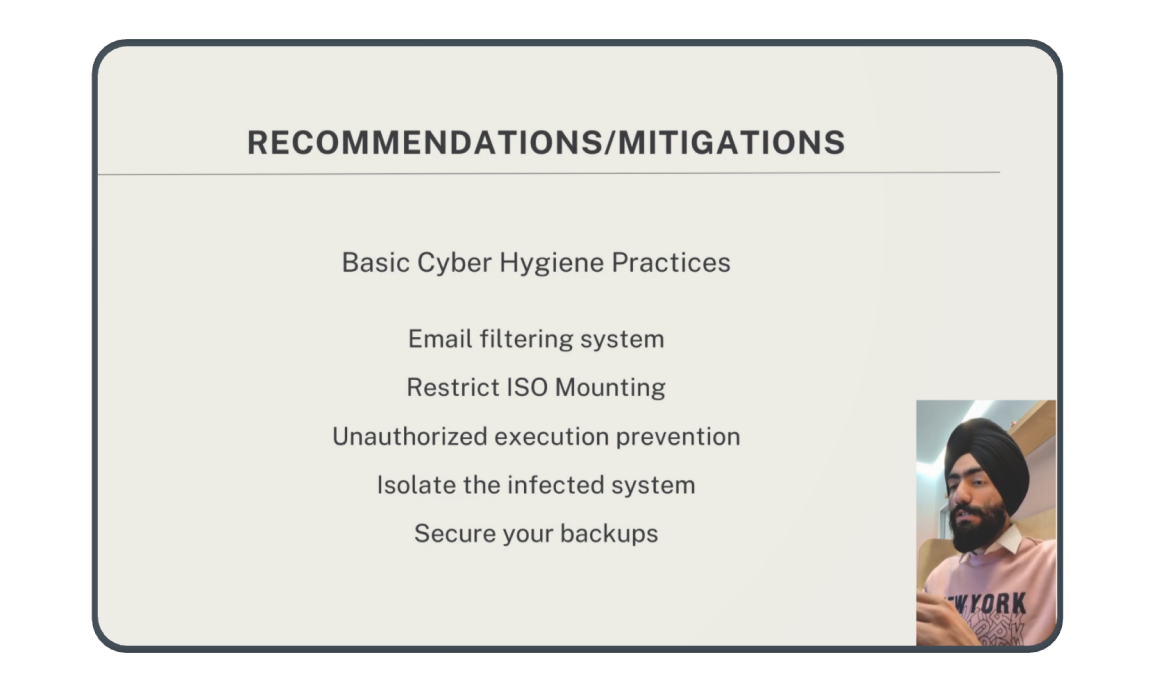 RECOMMENDATIONS/MITIGATIONS
Basic Cyber Hygiene Practices
Email filtering system
Restrict ISO Mounting
Unauthorized execution prevention
Isolate the infected system
Secure your backups
YORK